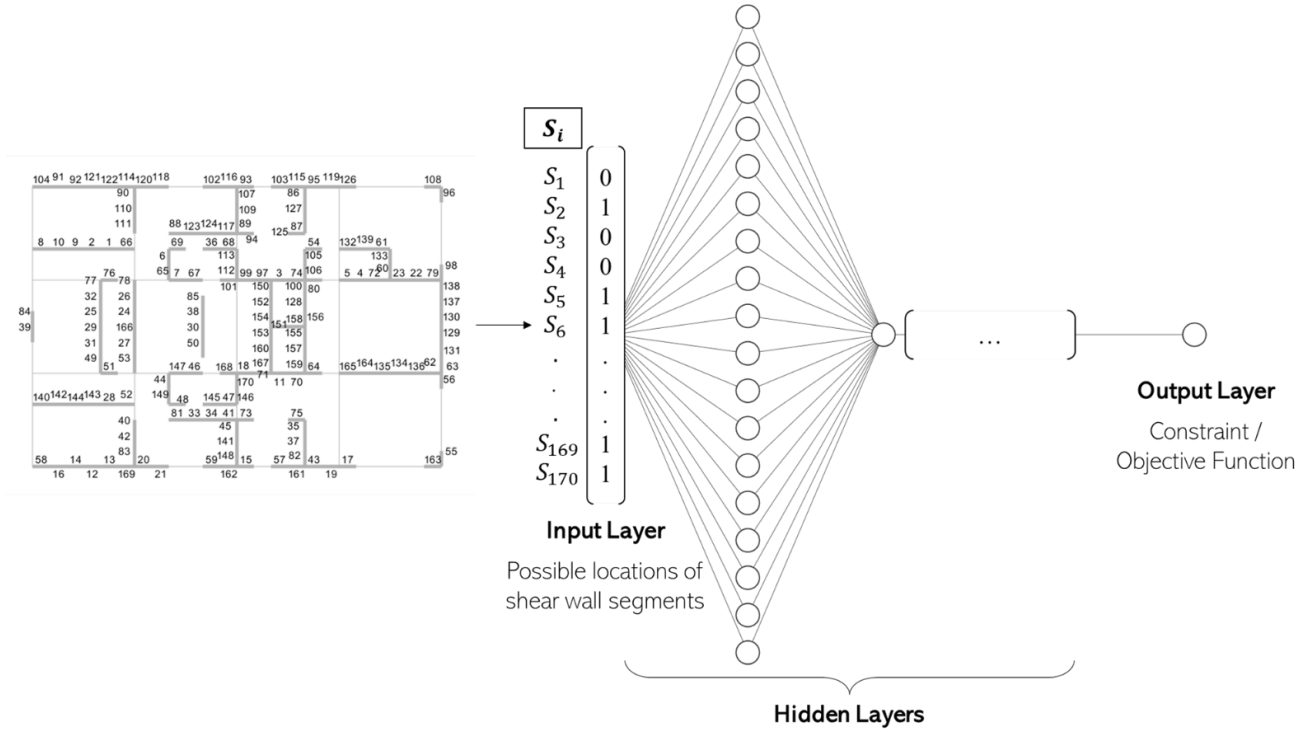 104 91 92 121 122 114 120 118 102 116 93 103 115 95 119 126 108
90 107 86 96
110 109 127
111 88 123 124 117 89 125 87
94
8 10 9 2 1 66 69 36 68 54 132 139 61
6 113 105 133
65 7 67 112 99 97 3 74 106 5 4 72 60 23 22 79 98
76
77 78 101 150 100 80 138
32 26 85 152 128 137
84 25 24 38 154 158 156 130
39 29 166 30 153 151 155 129
31 27 50 160 157 131
49 53 167 159
51 147 46 168 18 71 11 70 64 165 164 135 134 136 62 63
44 170 56
140 142 144 143 28 52 149 48 145 47 146
81 33 34 41 73 75
40 45 35
42 141 37
83 148 82 55
58 14 13 20 59 15 57 43 17 163
16 12 169 21 162 161 19
S_i
S_1 0
S_2 1
S_3 0
S_4 0
S_5 1
S_6 1
. .
. .
. .
S_169 1
S_170 1
Input Layer
Possible locations of
shear wall segments
...
Hidden Layers
Output Layer
Constraint /
Objective Function